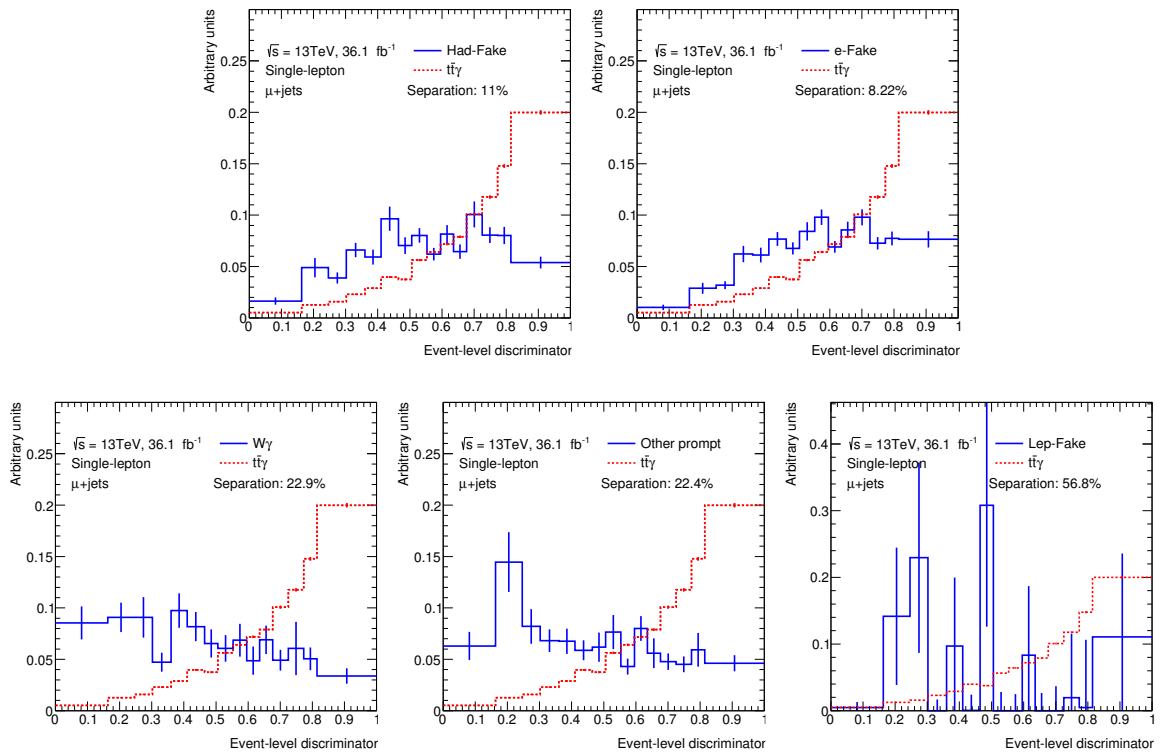 Arbitrary units
√s = 13TeV, 36.1 fb⁻¹
Single-lepton
μ+jets
Had-Fake
tt̄γ
Separation: 11%
0.25
0.2
0.15
0.1
0.05
0
0 0.1 0.2 0.3 0.4 0.5 0.6 0.7 0.8 0.9 1
Event-level discriminator
Arbitrary units
√s = 13TeV, 36.1 fb⁻¹
Single-lepton
μ+jets
e-Fake
tt̄γ
Separation: 8.22%
0.25
0.2
0.15
0.1
0.05
0
0 0.1 0.2 0.3 0.4 0.5 0.6 0.7 0.8 0.9 1
Event-level discriminator
Arbitrary units
√s = 13TeV, 36.1 fb⁻¹
Single-lepton
μ+jets
Wγ
tt̄γ
Separation: 22.9%
0.25
0.2
0.15
0.1
0.05
0
0 0.1 0.2 0.3 0.4 0.5 0.6 0.7 0.8 0.9 1
Event-level discriminator
Arbitrary units
√s = 13TeV, 36.1 fb⁻¹
Single-lepton
μ+jets
Other prompt
tt̄γ
Separation: 22.4%
0.25
0.2
0.15
0.1
0.05
0
0 0.1 0.2 0.3 0.4 0.5 0.6 0.7 0.8 0.9 1
Event-level discriminator
Arbitrary units
√s = 13TeV, 36.1 fb⁻¹
Single-lepton
μ+jets
Lep-Fake
tt̄γ
Separation: 56.8%
0.4
0.3
0.2
0.1
0
0 0.1 0.2 0.3 0.4 0.5 0.6 0.7 0.8 0.9 1
Event-level discriminator